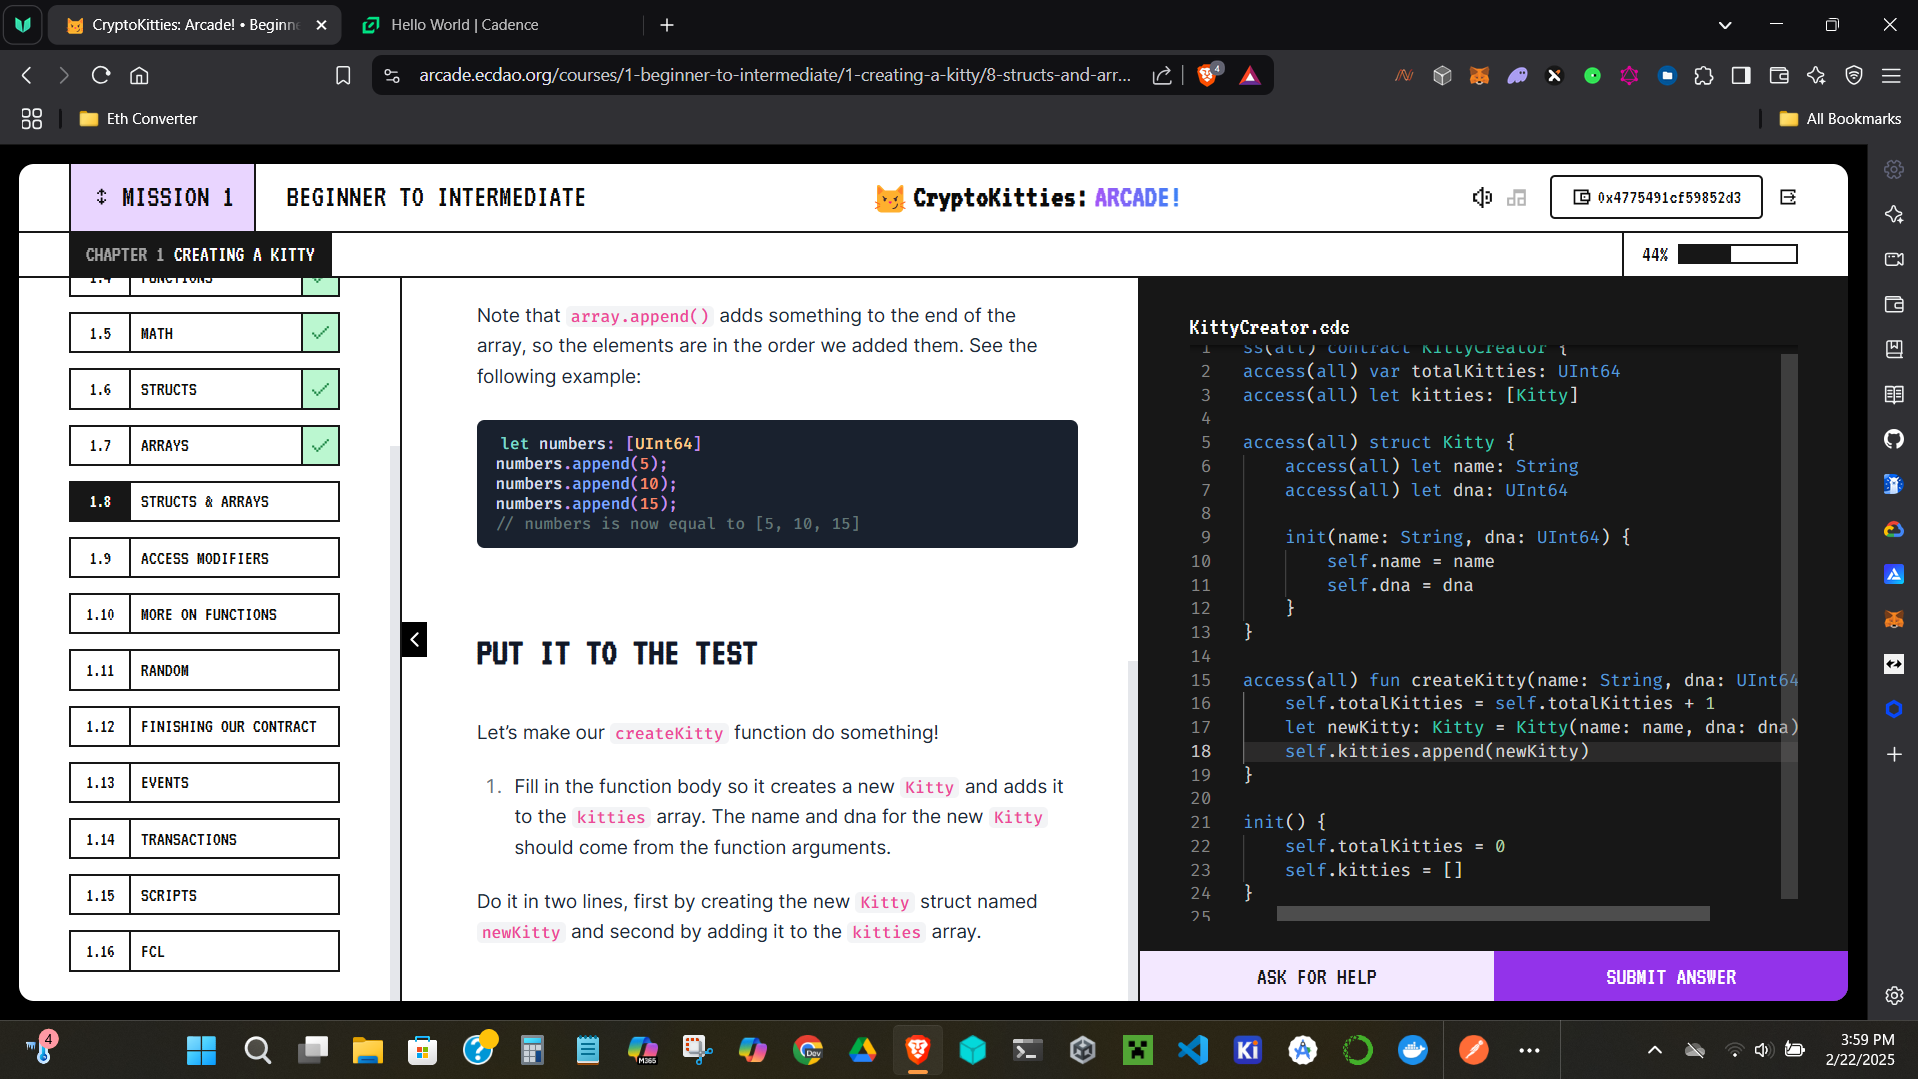 CryptoKitties: Arcade! • Beginne
Hello World | Cadence
arcade.ecdao.org/courses/1-beginner-to-intermediate/1-creating-a-kitty/8-structs-and-arr...
4
Eth Converter
All Bookmarks
MISSION 1
BEGINNER TO INTERMEDIATE
CryptoKitties: ARCADE!
0x4775491cf59852d3
CHAPTER 1 CREATING A KITTY
44%
1.4 FUNCTIONS
1.5 MATH
1.6 STRUCTS
1.7 ARRAYS
1.8 STRUCTS & ARRAYS
1.9 ACCESS MODIFIERS
1.10 MORE ON FUNCTIONS
1.11 RANDOM
1.12 FINISHING OUR CONTRACT
1.13 EVENTS
1.14 TRANSACTIONS
1.15 SCRIPTS
1.16 FCL
Note that array.append() adds something to the end of the
array, so the elements are in the order we added them. See the
following example:
let numbers: [UInt64]
numbers.append(5);
numbers.append(10);
numbers.append(15);
// numbers is now equal to [5, 10, 15]
PUT IT TO THE TEST
Let's make our createKitty function do something!
1. Fill in the function body so it creates a new Kitty and adds it
to the kitties array. The name and dna for the new Kitty
should come from the function arguments.
Do it in two lines, first by creating the new Kitty struct named
newKitty and second by adding it to the kitties array.
KittyCreator.cdc
1 ss(all) contract KittyCreator {
2 access(all) var totalKitties: UInt64
3 access(all) let kitties: [Kitty]
4
5 access(all) struct Kitty {
6 access(all) let name: String
7 access(all) let dna: UInt64
8
9 init(name: String, dna: UInt64) {
10 self.name = name
11 self.dna = dna
12 }
13 }
14
15 access(all) fun createKitty(name: String, dna: UInt64
16 self.totalKitties = self.totalKitties + 1
17 let newKitty: Kitty = Kitty(name: name, dna: dna)
18 self.kitties.append(newKitty)
19 }
20
21 init() {
22 self.totalKitties = 0
23 self.kitties = []
24 }
25
ASK FOR HELP
SUBMIT ANSWER
4
M365
Dev
Ki
3:59 PM
2/22/2025